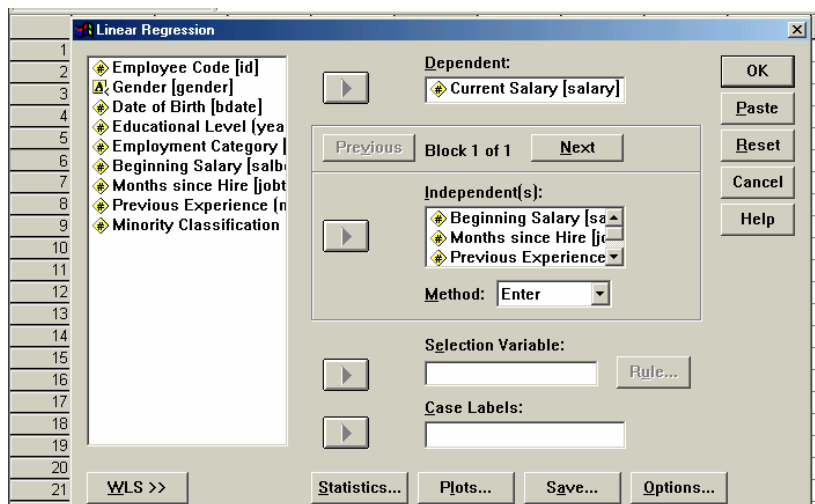 Linear Regression
1
2
3
4
5
6
7
8
9
10
11
12
13
14
15
16
17
18
19
20
21
Employee Code [id]
Gender [gender]
Date of Birth [bdate]
Educational Level (yea
Employment Category [
Beginning Salary [salb
Months since Hire [jobt
Previous Experience (n
Minority Classification
Dependent:
Current Salary [salary]
Previous
Block 1 of 1
Next
Independent(s):
Beginning Salary [sa
Months since Hire [jo
Previous Experience
Method: Enter
Selection Variable:
Rule...
Case Labels:
WLS >>
Statistics...
Plots...
Save...
Options...
OK
Paste
Reset
Cancel
Help